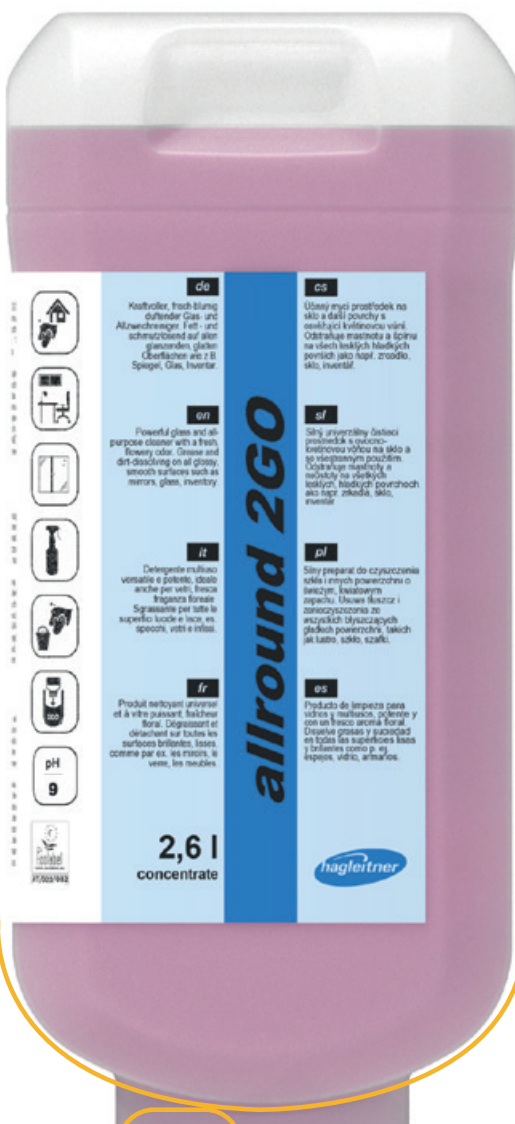 de
Kraftvoller, frisch-blumig
duftender Glas- und
Allzweckreiniger. Fett - und
schmutzlösend auf allen
glänzenden, glatten
Oberflächen wie z.B.
Spiegel, Glas, Inventar.
en
Powerful glass and all-
purpose cleaner with a fresh,
flowery odor. Grease and
dirt-dissolving on all glossy,
smooth surfaces such as
mirrors, glass, inventory.
it
Detergente multiuso
versatile e potente, ideale
anche per vetri, fresca
fraganza floreale.
Sgrassante per tutte le
superfici lucide e lisce, es.
specchi, vetri e infissi.
fr
Produit nettoyant universel
et à vitre puissant, fraîcheur
floral. Dégraissant et
détachant sur toutes les
surfaces brillantes, lisses,
comme par ex. les miroirs, le
verre, les meubles.
2,6 l
concentrate
allround 2GO
cs
Účinný mycí prostředek na
sklo a další povrchy s
osvěžující květinovou vůní.
Odstraňuje mastnotu a špínu
na všech lesklých hladkých
površích jako např. zrcadlo,
sklo, inventář.
sf
Silný univerzálny čistiaci
prostriedok s ovocno-
kvetinovou vôňou na sklo a
so všestranným použitím.
Odstraňuje mastnoty a
nečistoty na všetkých
lesklých, hladkých povrchoch
ako napr. zrkadlá, sklo,
inventár
pl
Silny preparat do czyszczenia
szkła i innych powierzchni o
świeżym, kwiatowym
zapachu. Usuwa tłuszcz i
zanieczyszczenia ze
wszystkich błyszczących
gładkich powierzchni, takich
jak lustro, szkło, szafki.
es
Producto de limpieza para
vidrios y multiusos, potente y
con un fresco aroma floral.
Disuelve grasas y suciedad
en todas las superficies lisas
y brillantes como p. ej.
espejos, vidrio, armarios.
hagleitner
ECO
pH
9
Ecolabel